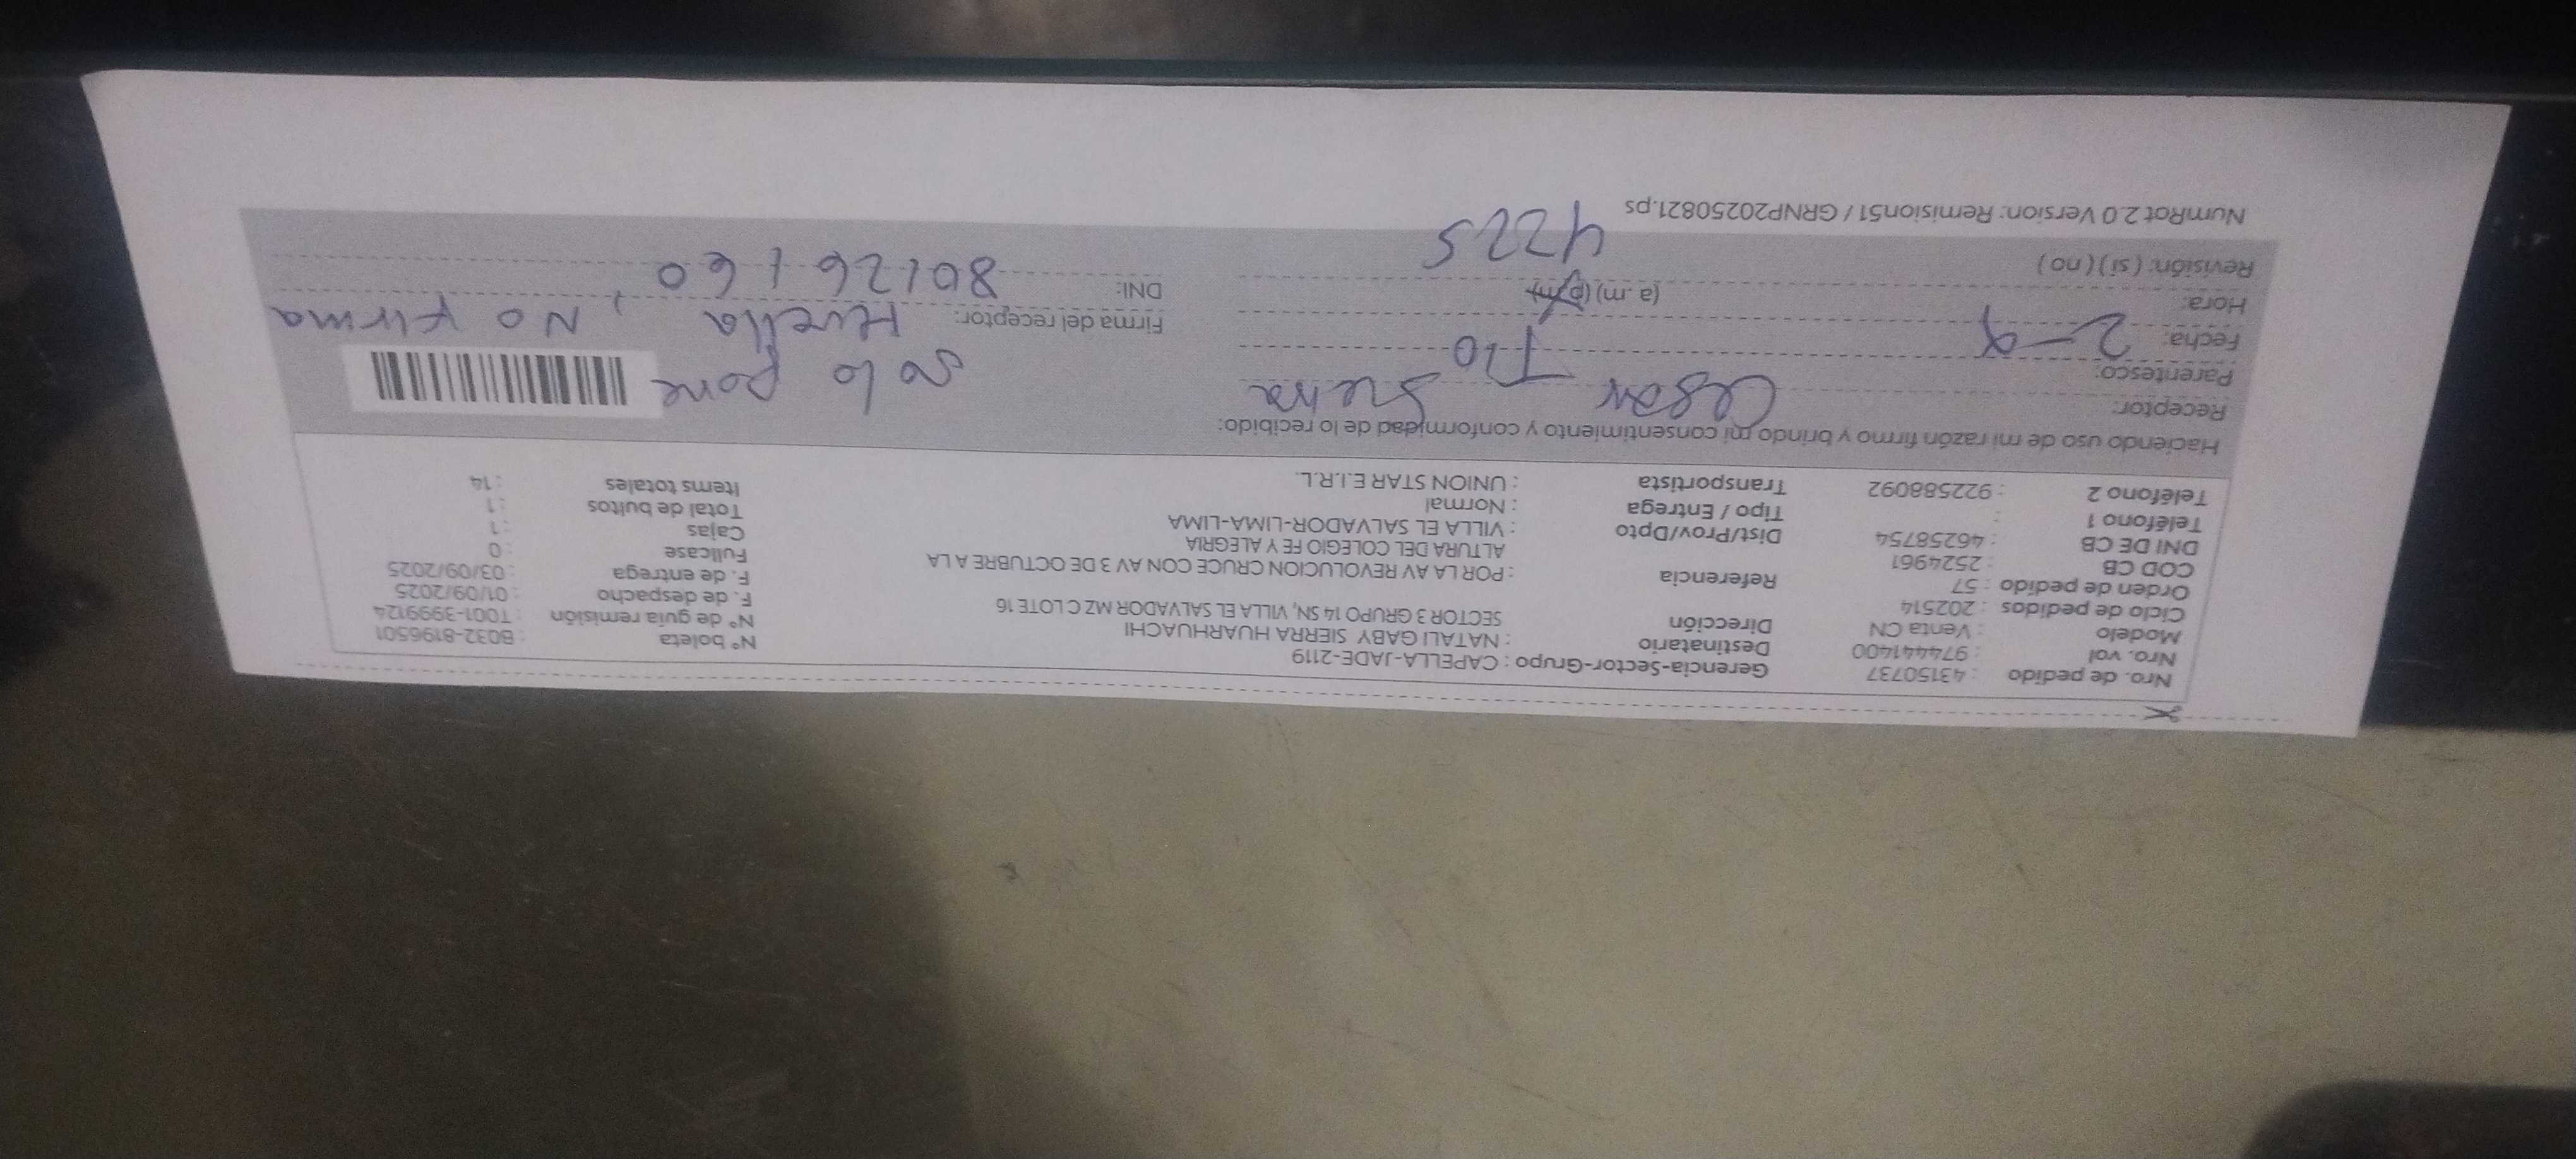 Nro. de pedido : 43150737 Gerencia-Sector-Grupo : CAPELLA-JADE-2119
Nro. vol : 974441400 Destinatario : NATALI GABY SIERRA HUARHUACHI Nº boleta : B032-8196501
Modelo : Venta CN Dirección SECTOR 3 GRUPO 14 SN, VILLA EL SALVADOR MZ C LOTE 16 Nº de guía remisión : T001-3999124
Ciclo de pedidos : 202514 F. de despacho : 01/09/2025
Orden de pedido : 57 Referencia : POR LA AV REVOLUCION CRUCE CON AV 3 DE OCTUBRE A LA F. de entrega : 03/09/2025
COD CB : 2524961 ALTURA DEL COLEGIO FE Y ALEGRIA Fullcase : 0
DNI DE CB : 46258754 Dist/Prov/Dpto : VILLA EL SALVADOR-LIMA-LIMA Cajas : 1
Teléfono 1 : Tipo / Entrega : Normal Total de bultos : 1
Teléfono 2 : 922588092 Transportista : UNION STAR E.I.R.L. Items totales : 14
Haciendo uso de mi razón firmo y brindo mi consentimiento y conformidad de lo recibido:
Receptor: Cesar Sierra
Parentesco: Tio
solo pone
Fecha: 2-9 Firma del receptor: Huella, No firma
Hora: (a.m) (p.m) DNI: 80126160
Revisión: (si) (no) 4225
NumRot 2.0 Version: Remision51 / GRNP20250821.ps